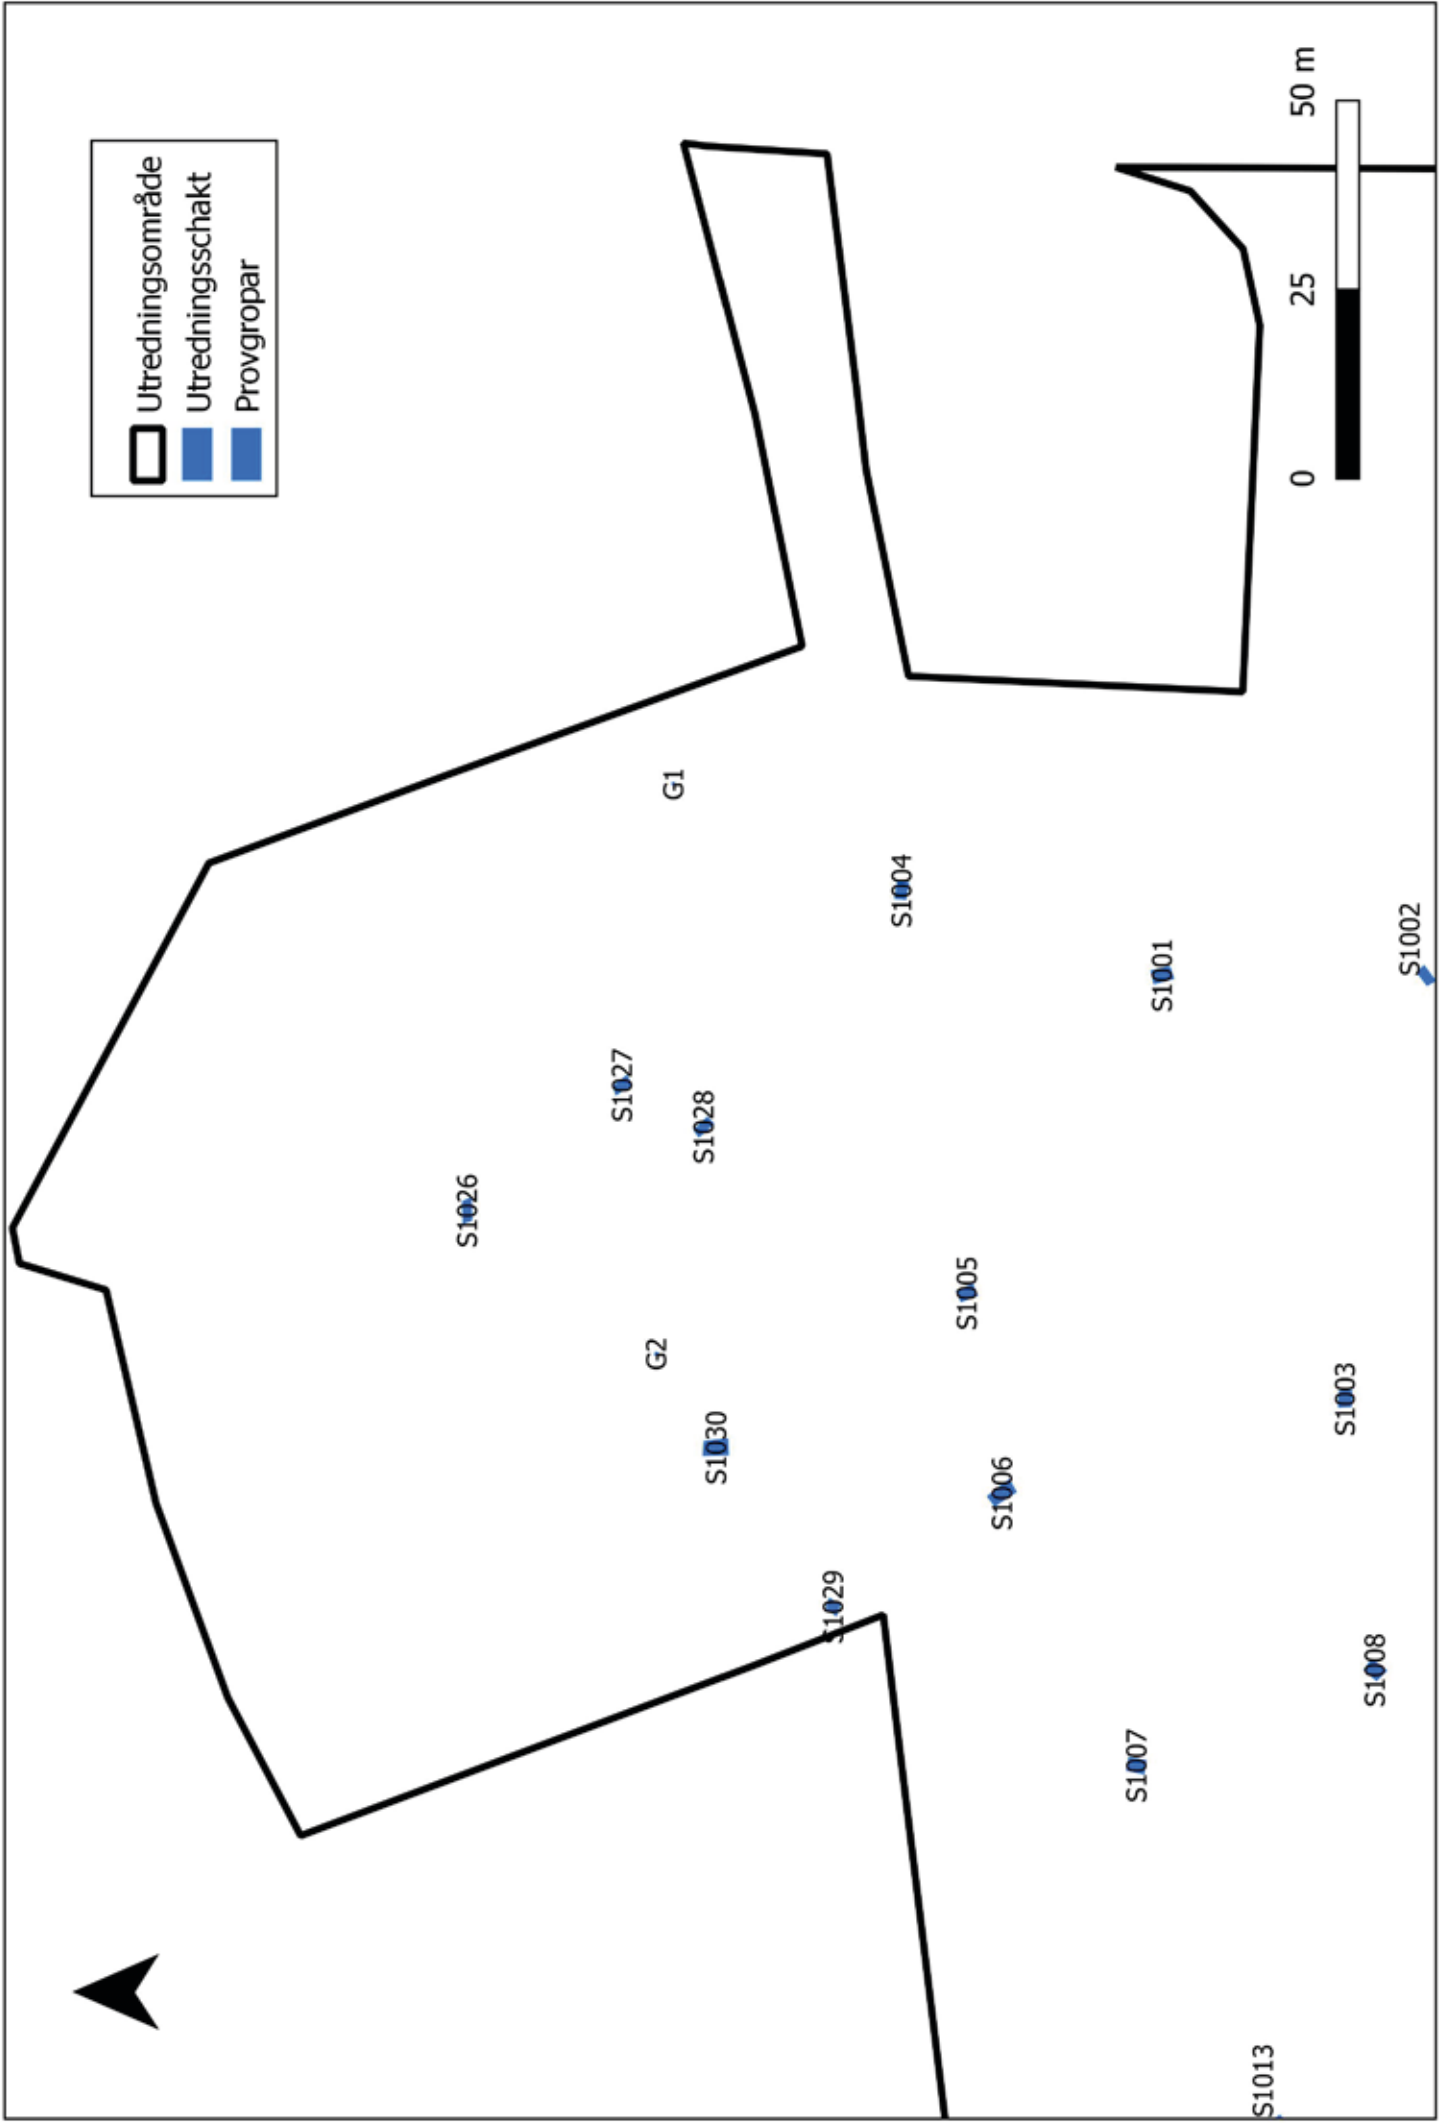 Utredningsområde
Utredningsschakt
Provgropar
S1026
S1027
G2
G1
S1028
S1030
S1029
S1004
S1005
S1006
S1007
S1001
S1013
0 25 50 m
S1003
S1008
S1002